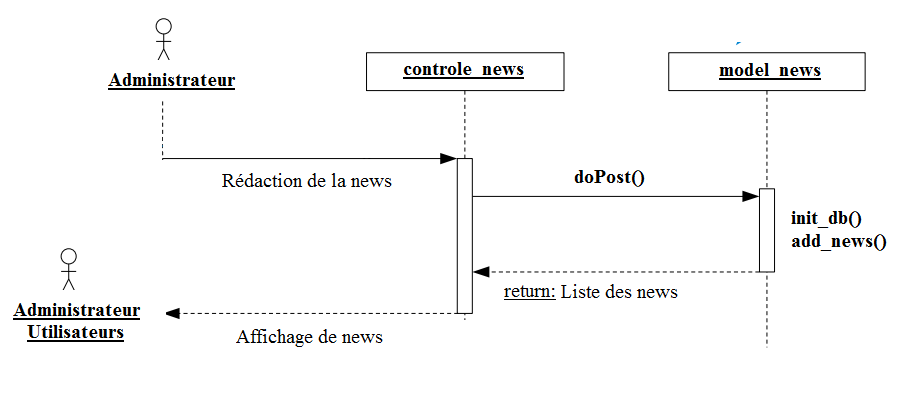 Administrateur
controle_news
model_news
Rédaction de la news
doPost()
init_db()
add_news()
return: Liste des news
Administrateur
Utilisateurs
Affichage de news